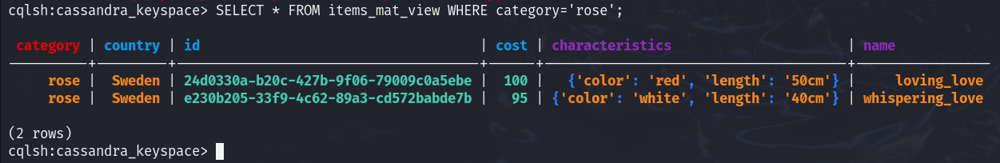 cqlsh:cassandra_keyspace> SELECT * FROM items_mat_view WHERE category='rose';
 category | country | id                                   | cost | characteristics                      | name
----------+---------+--------------------------------------+------+--------------------------------------+-----------------
     rose |  Sweden | 24d0330a-b20c-427b-9f06-79009c0a5ebe |  100 |   {'color': 'red', 'length': '50cm'} |     loving_love
     rose |  Sweden | e230b205-33f9-4c62-89a3-cd572babde7b |   95 | {'color': 'white', 'length': '40cm'} | whispering_love
(2 rows)
cqlsh:cassandra_keyspace>